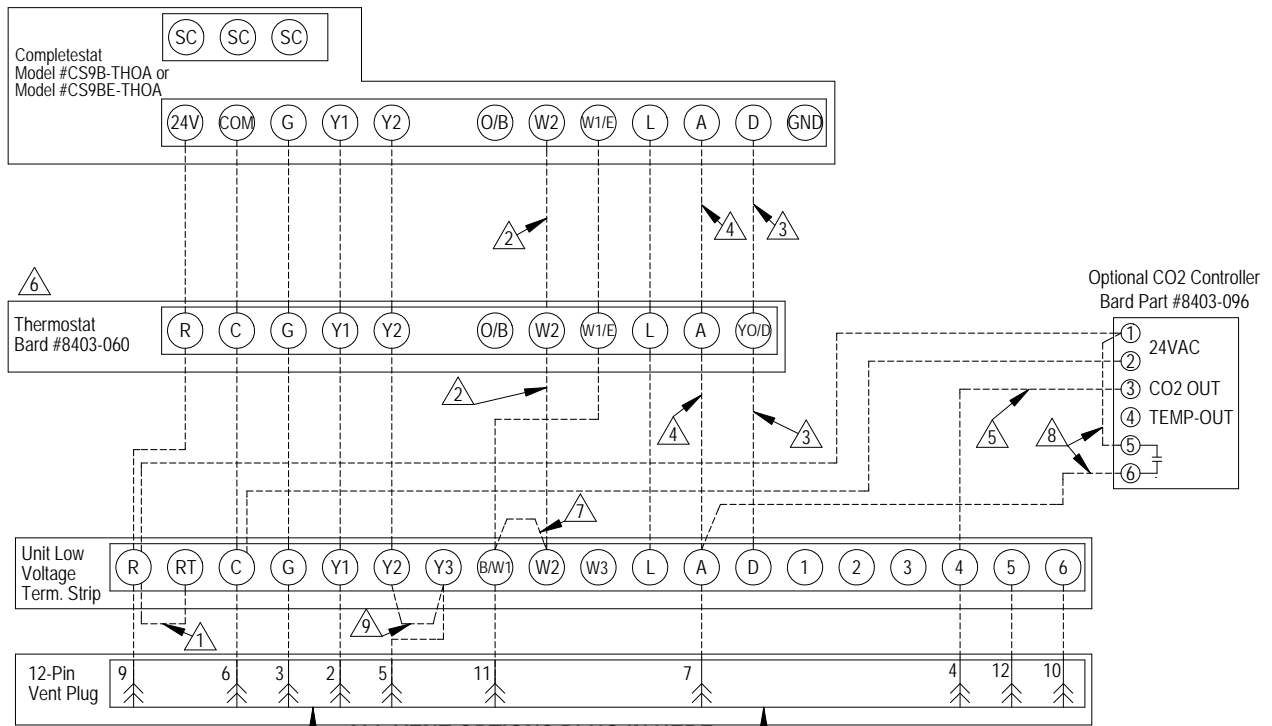 SC SC SC
Completestat
Model #CS9B-THOA or
Model #CS9BE-THOA
24V COM G Y1 Y2 O/B W2 W1/E L A D GND
2 4 3
6
Optional CO2 Controller
Bard Part #8403-096
Thermostat
Bard #8403-060
R C G Y1 Y2 O/B W2 W1/E L A YO/D
1
24VAC
2
3 CO2 OUT
4 TEMP-OUT
5
6
2 4 3 5 8
7
Unit Low
Voltage
Term. Strip
R RT C G Y1 Y2 Y3 B/W1 W2 W3 L A D 1 2 3 4 5 6
1 9
12-Pin
Vent Plug
9 6 3 2 5 11 7 4 12 10